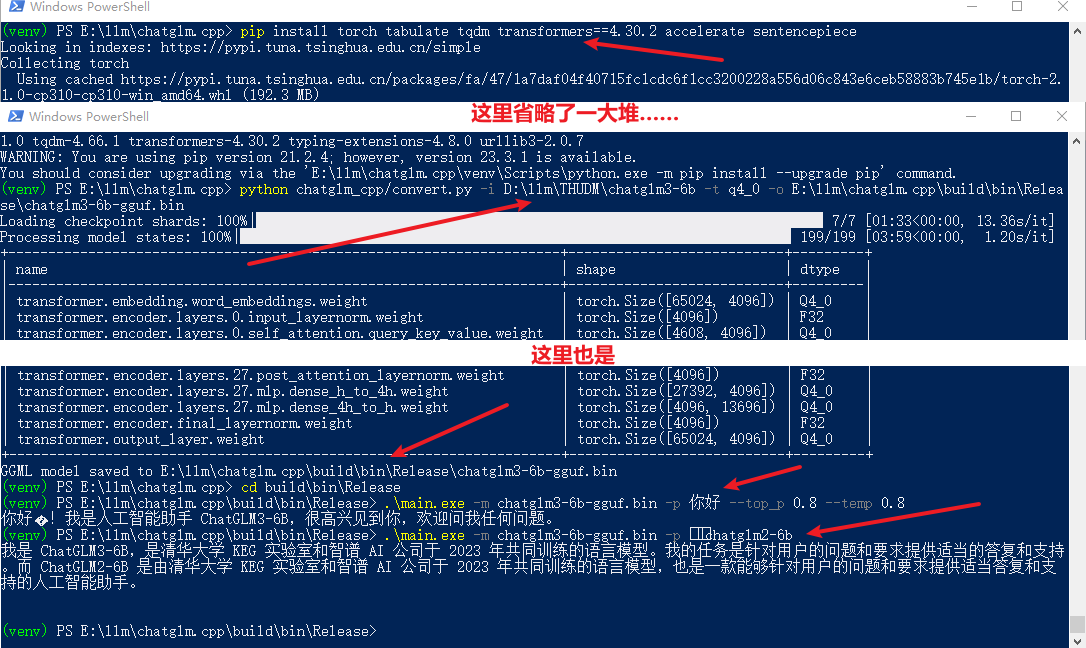 Windows PowerShell
(venv) PS E:\llm\chatglm.cpp> pip install torch tabulate tqdm transformers==4.30.2 accelerate sentencepiece
Looking in indexes: https://pypi.tuna.tsinghua.edu.cn/simple
Collecting torch
Using cached https://pypi.tuna.tsinghua.edu.cn/packages/fa/47/1a7daf04f40715fc1cdc6f1cc3200228a556d06c843e6ceb58883b745e1b/torch-2.
1.0-cp310-cp310-win_amd64.whl (192.3 MB)
这里省略了一大堆......
Windows PowerShell
1.0 tqdm-4.66.1 transformers-4.30.2 typing-extensions-4.8.0 urllib3-2.0.7
WARNING: You are using pip version 21.2.4; however, version 23.3.1 is available.
You should consider upgrading via the 'E:\llm\chatglm.cpp\venv\Scripts\python.exe -m pip install --upgrade pip' command.
(venv) PS E:\llm\chatglm.cpp> python chatglm_cpp/convert.py -i D:\llm\THUDM\chatglm3-6b -t q4_0 -o E:\llm\chatglm.cpp\build\bin\Relea
se\chatglm3-6b-gguf.bin
Loading checkpoint shards: 100% 7/7 [01:33<00:00, 13.36s/it]
Processing model states: 100% 199/199 [03:59<00:00, 1.20s/it]
name shape dtype
transformer.embedding.word_embeddings.weight torch.Size([65024, 4096]) Q4_0
transformer.encoder.layers.0.input_layernorm.weight torch.Size([4096]) F32
transformer.encoder.layers.0.self_attention.query_key_value.weight torch.Size([4608, 4096]) Q4_0
这里也是
transformer.encoder.layers.27.post_attention_layernorm.weight torch.Size([4096]) F32
transformer.encoder.layers.27.mlp.dense_h_to_4h.weight torch.Size([27392, 4096]) Q4_0
transformer.encoder.layers.27.mlp.dense_4h_to_h.weight torch.Size([4096, 13696]) Q4_0
transformer.encoder.final_layernorm.weight torch.Size([4096]) F32
transformer.output_layer.weight torch.Size([65024, 4096]) Q4_0
GGML model saved to E:\llm\chatglm.cpp\build\bin\Release\chatglm3-6b-gguf.bin
(venv) PS E:\llm\chatglm.cpp> cd build\bin\Release
(venv) PS E:\llm\chatglm.cpp\build\bin\Release> .\main.exe -m chatglm3-6b-gguf.bin -p 你好 --top_p 0.8 --temp 0.8
你好�！我是人工智能助手 ChatGLM3-6B，很高兴见到你，欢迎问我任何问题。
(venv) PS E:\llm\chatglm.cpp\build\bin\Release> .\main.exe -m chatglm3-6b-gguf.bin -p hatglm2-6b
我是 ChatGLM3-6B，是清华大学 KEG 实验室和智谱 AI 公司于 2023 年共同训练的语言模型。我的任务是针对用户的问题和要求提供适当的答复和支持
。而 ChatGLM2-6B 是由清华大学 KEG 实验室和智谱 AI 公司于 2023 年共同训练的语言模型，也是一款能够针对用户的问题和要求提供适当答复和支
持的人工智能助手。
(venv) PS E:\llm\chatglm.cpp\build\bin\Release>